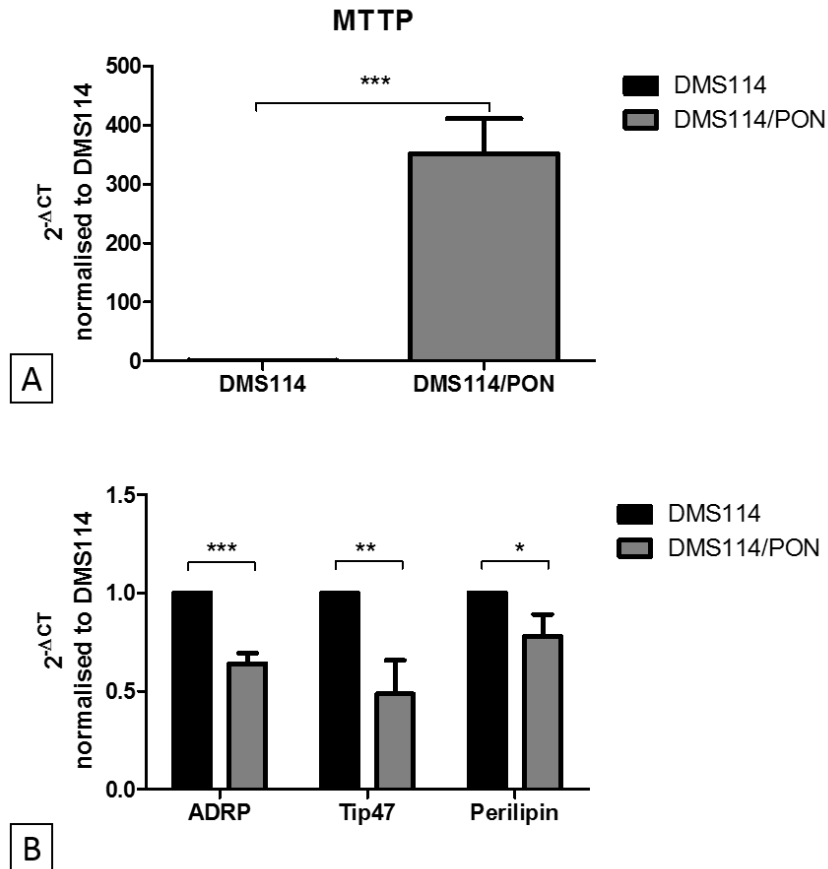 MTTP
500
400
300
200
100
0
2-ΔCT
normalised to DMS114
***
DMS114
DMS114/PON
DMS114
DMS114/PON
A
1.5
1.0
0.5
0.0
2-ΔCT
normalised to DMS114
***
**
*
ADRP
Tip47
Perilipin
DMS114
DMS114/PON
B